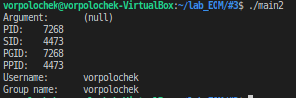 vorpolochek@vorpolochek-VirtualBox:~/lab_ECM/#3$ ./main2
Argument: (null)
PID: 7268
SID: 4473
PGID: 7268
PPID: 4473
Username: vorpolochek
Group name: vorpolochek